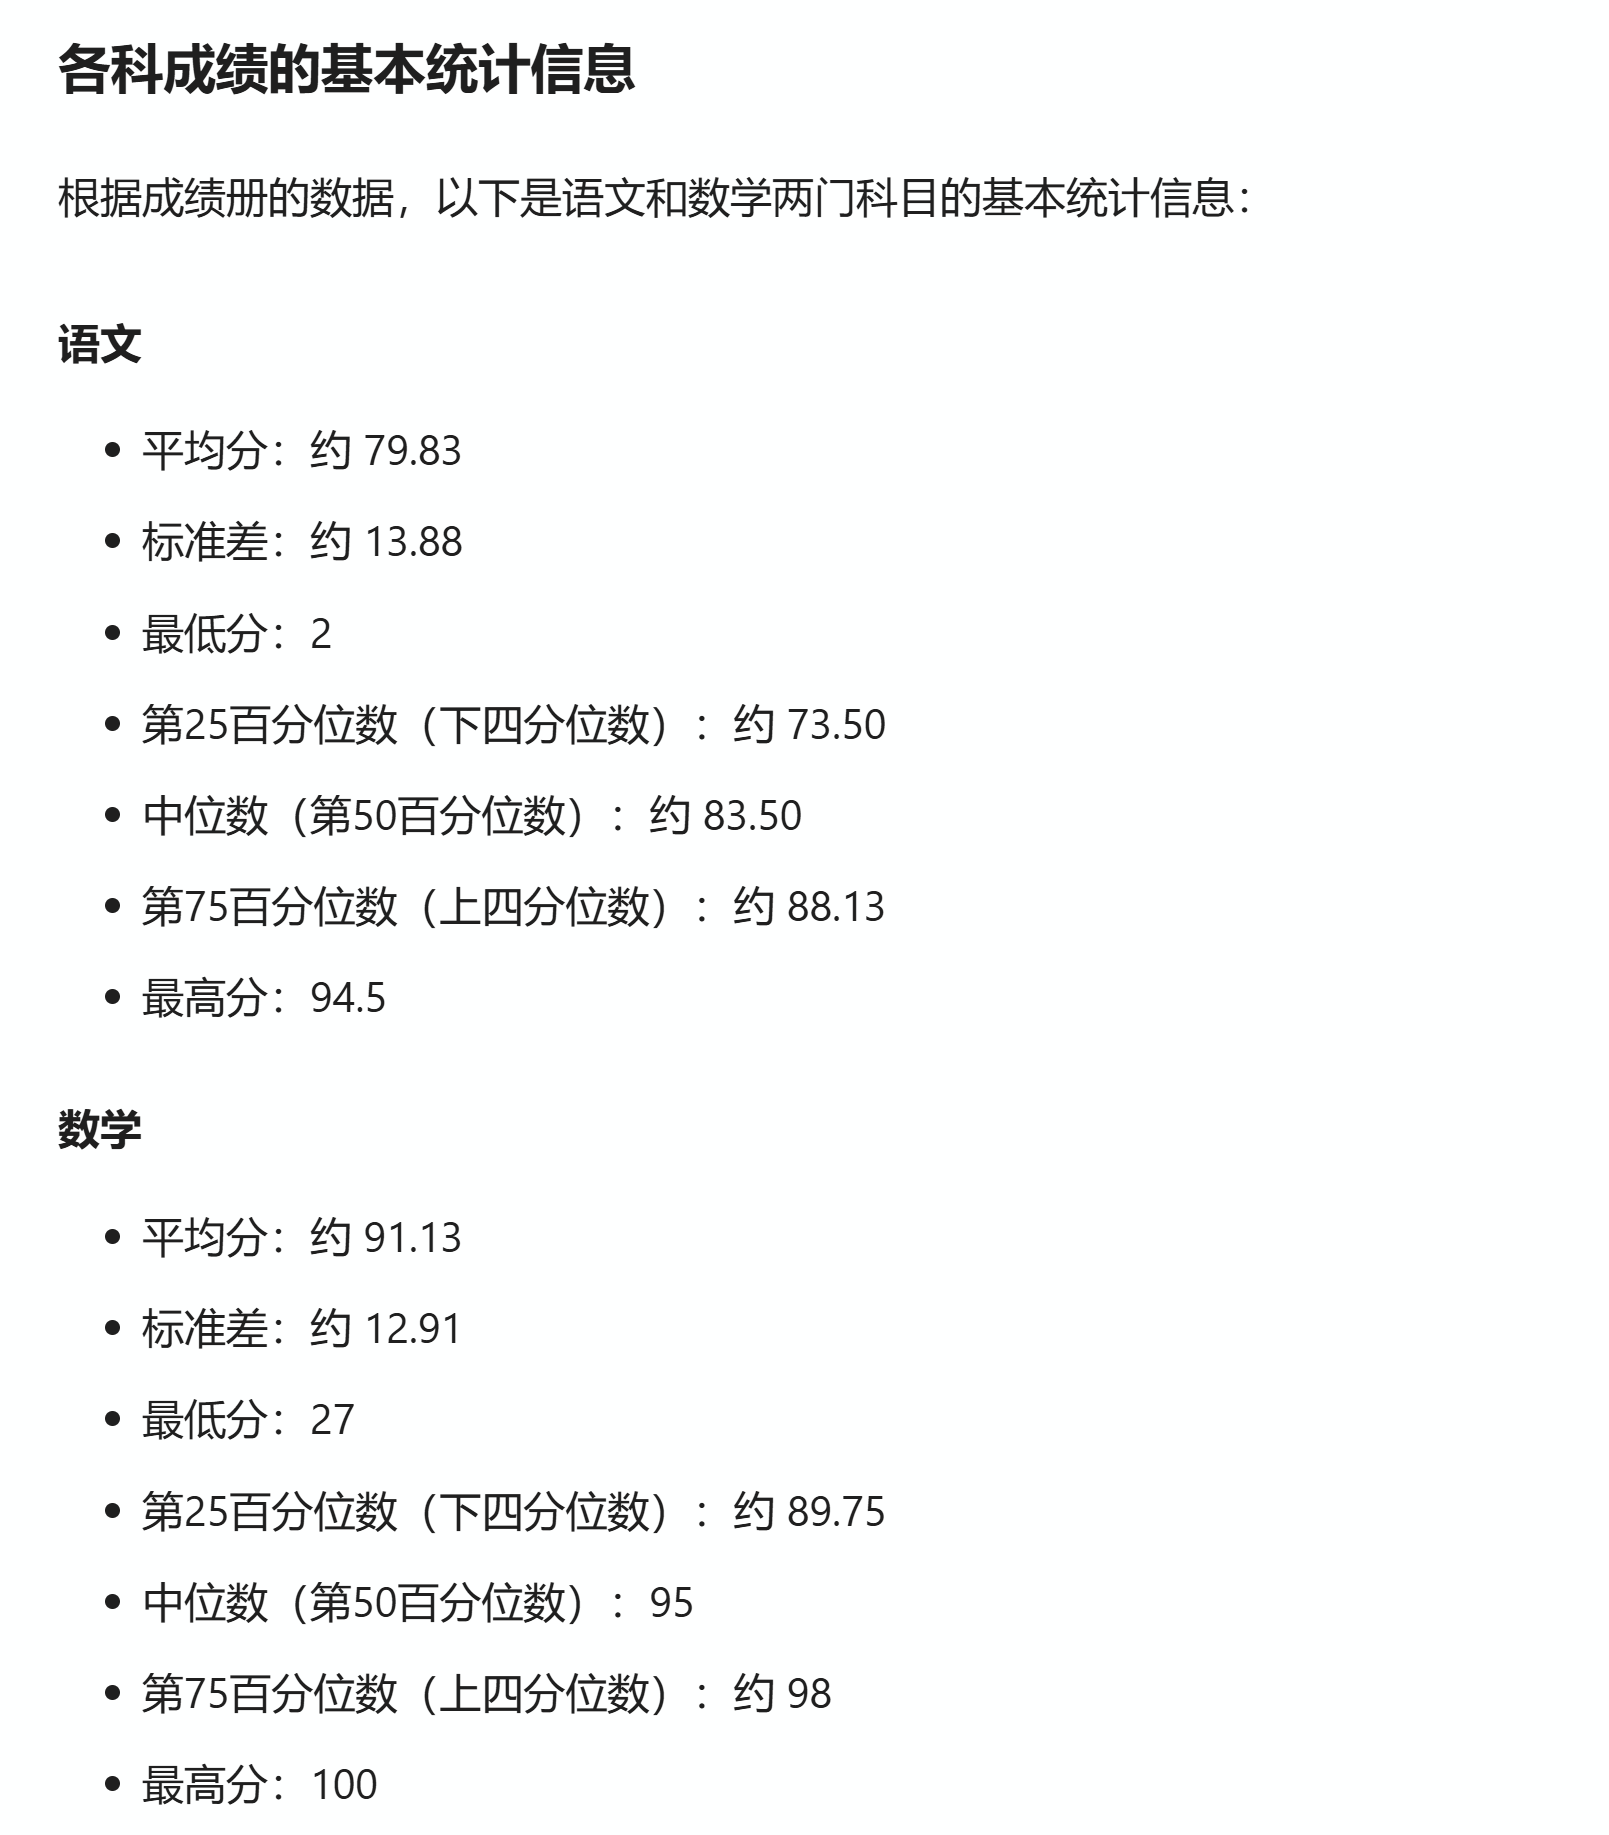 各科成绩的基本统计信息
根据成绩册的数据，以下是语文和数学两门科目的基本统计信息：
语文
• 平均分：约 79.83
• 标准差：约 13.88
• 最低分：2
• 第25百分位数（下四分位数）：约 73.50
• 中位数（第50百分位数）：约 83.50
• 第75百分位数（上四分位数）：约 88.13
• 最高分：94.5
数学
• 平均分：约 91.13
• 标准差：约 12.91
• 最低分：27
• 第25百分位数（下四分位数）：约 89.75
• 中位数（第50百分位数）：95
• 第75百分位数（上四分位数）：约 98
• 最高分：100